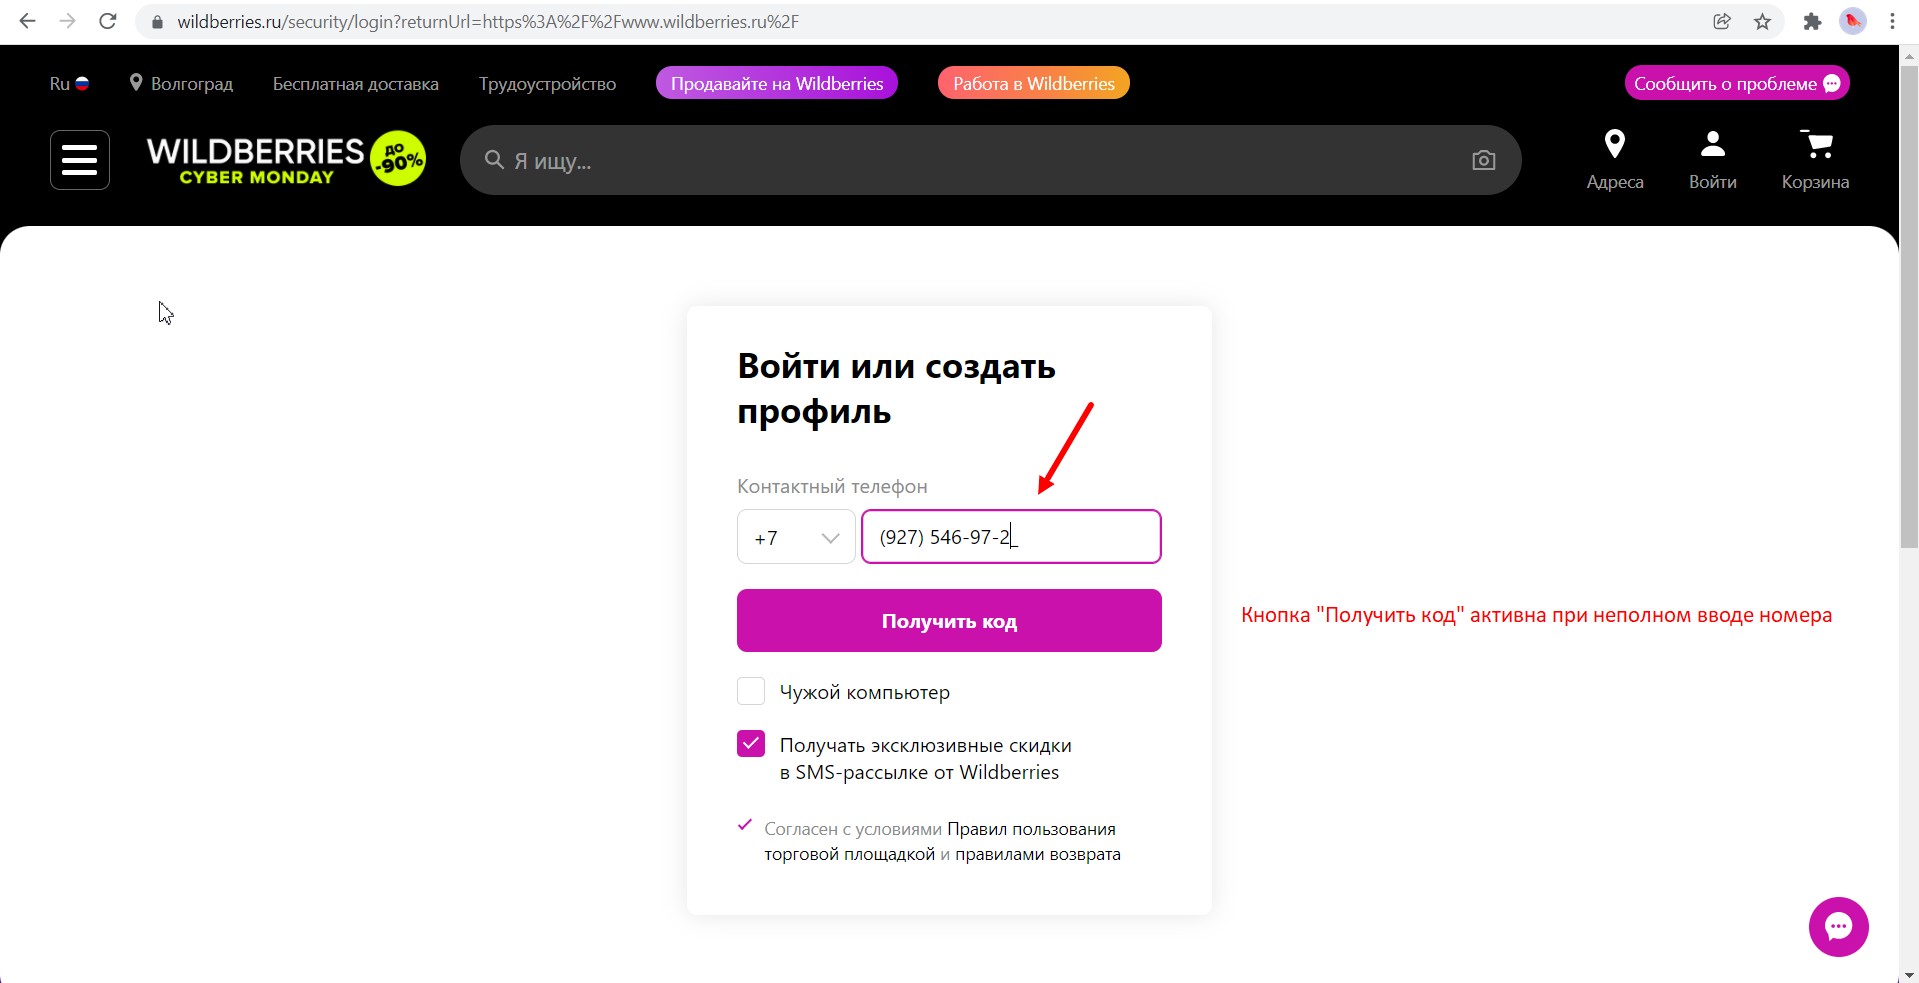 wildberries.ru/security/login?returnUrl=https%3A%2F%2Fwww.wildberries.ru%2F
Ru Волгоград Бесплатная доставка Трудоустройство Продавайте на Wildberries Работа в Wildberries Сообщить о проблеме
WILDBERRIES
CYBER MONDAY
ДО
-90%
Я ищу...
Адреса Войти Корзина
Войти или создать
профиль
Контактный телефон
+7 (927) 546-97-2_
Получить код
Кнопка "Получить код" активна при неполном вводе номера
Чужой компьютер
Получать эксклюзивные скидки
в SMS-рассылке от Wildberries
Согласен с условиями Правил пользования
торговой площадкой и правилами возврата